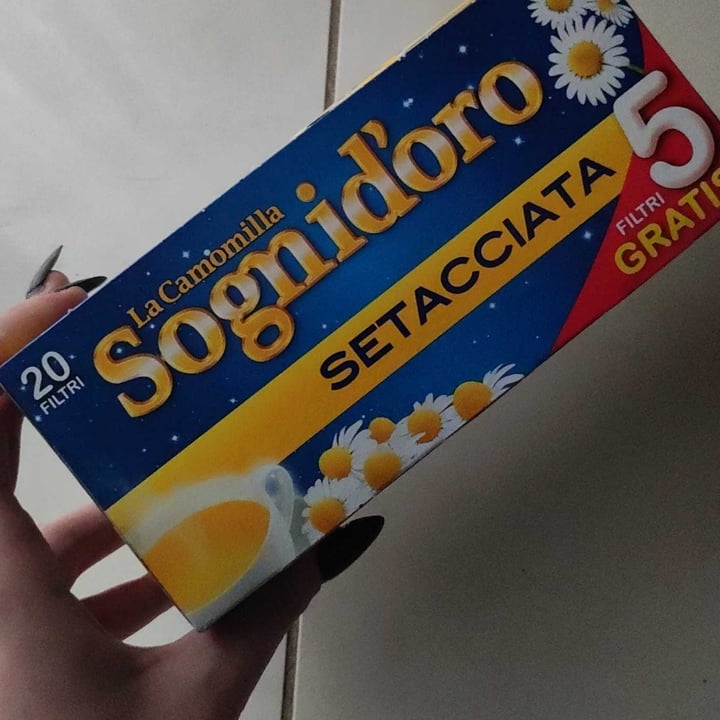 La Camomilla
Sognid'oro
SETACCIATA
20
FILTRI
5
FILTRI
GRATIS